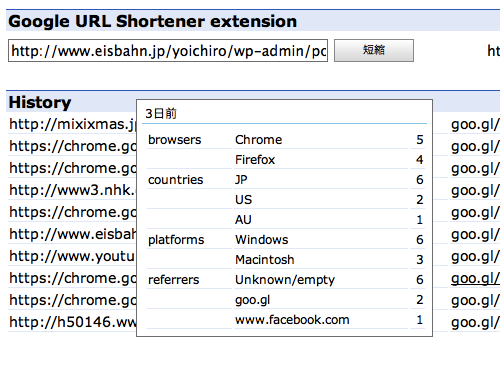 Google URL Shortener extension
http://www.eisbahn.jp/yoichiro/wp-admin/po 短縮 ht
History
3日前
http://mixixmas.jp goo.gl/
browsers Chrome 5
https://chrome.go goo.gl/
Firefox 4
https://chrome.go goo.gl/
countries JP 6
http://www3.nhk. goo.gl/
US 2
https://chrome.go goo.gl/
AU 1
http://www.eisbah goo.gl/
platforms Windows 6
http://www.youtu goo.gl/
Macintosh 3
https://chrome.go goo.gl/
referrers Unknown/empty 6
https://chrome.go goo.gl/
goo.gl 2
http://h50146.ww goo.gl/
www.facebook.com 1